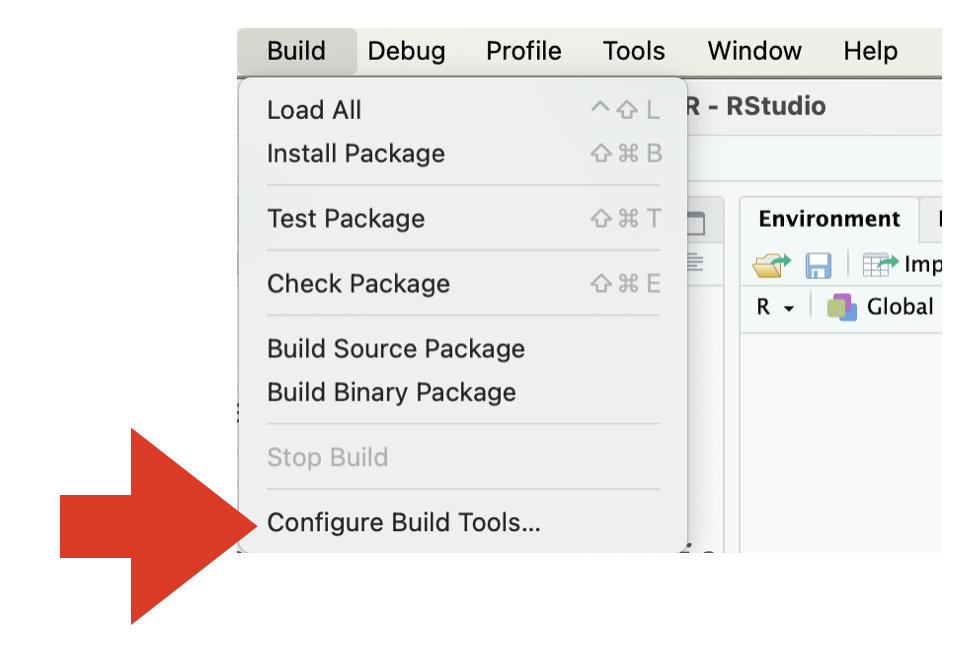 Build Debug Profile Tools Window Help
R - RStudio
Load All ^⇧ L
Install Package ⇧⌘ B
Test Package ⇧⌘ T
Check Package ⇧⌘ E
Build Source Package
Build Binary Package
Stop Build
Configure Build Tools...
Environment
Imp
R
Global